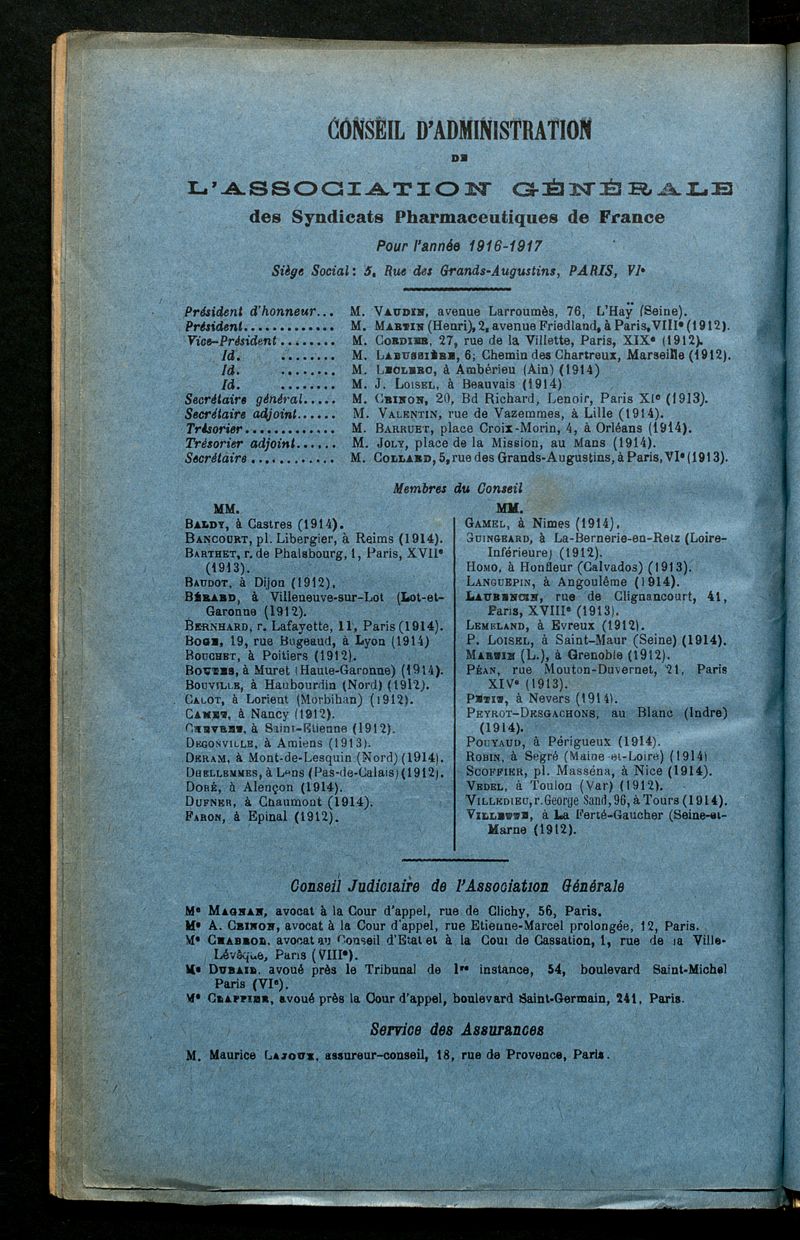 CONSEIL D'ADMINISTRATION
DE
L'ASSOCIATION GÉNÉRALE
des Syndicats Pharmaceutiques de France
Pour l'année 1916-1917
Siège Social : 5, Rue des Grands-Augustins, PARIS, VIe
Président d'honneur... M. VAUDIN, avenue Larroumès, 76, L'Haÿ (Seine).
Président............. M. MARTIN (Henri), 2, avenue Friedland, à Paris, VIIIe (1912).
Vice-Président........ M. CORDIER, 27, rue de la Villette, Paris, XIXe (1912).
Id. ........ M. LABUSSIÈRE, 6, Chemin des Chartreux, Marseille (1912).
Id. ........ M. LECLERC, à Ambérieu (Ain) (1914)
Id. ........ M. J. LOISEL, à Beauvais (1914)
Secrétaire général..... M. CRINON, 20, Bd Richard, Lenoir, Paris XIe (1913).
Secrétaire adjoint...... M. VALENTIN, rue de Vazemmes, à Lille (1914).
Trésorier............. M. BARRUET, place Croix-Morin, 4, à Orléans (1914).
Trésorier adjoint...... M. JOLY, place de la Mission, au Mans (1914).
Secrétaire............ M. COLLARD, 5, rue des Grands-Augustins, à Paris, VIe (1913).
Membres du Conseil
MM.
BALDY, à Castres (1914).
BANCOURT, pl. Libergier, à Reims (1914).
BARTHET, r. de Phalsbourg, 1, Paris, XVIIe
(1913).
BAUDOT, à Dijon (1912).
BÉRARD, à Villeneuve-sur-Lot (Lot-et-
Garonne (1912).
BERNHARD, r. Lafayette, 11, Paris (1914).
BOGE, 19, rue Bugeaud, à Lyon (1914)
BOUCHET, à Poitiers (1912).
BOUTES, à Muret (Haute-Garonne) (1914).
BOUVILLE, à Haubourdin (Nord) (1912).
CALOT, à Lorient (Morbihan) (1912).
CAMET, à Nancy (1912).
CHEVRET, à Saint-Etienne (1912).
DEGONVILLE, à Amiens (1913).
DERAM, à Mont-de-Lesquin (Nord) (1914).
DHELLEMMES, à Lens (Pas-de-Calais) (1912).
DORÉ, à Alençon (1914).
DUFNER, à Chaumont (1914).
FARON, à Epinal (1912).
MM.
GAMEL, à Nimes (1914).
GUINGEARD, à La-Bernerie-en-Retz (Loire-
Inférieure) (1912).
HOMO, à Honfleur (Calvados) (1913).
LANGUEPIN, à Angoulême (1914).
LAURENCIN, rue de Clignancourt, 41,
Paris, XVIIIe (1913).
LEMELAND, à Evreux (1912).
P. LOISEL, à Saint-Maur (Seine) (1914).
MARTIN (L.), à Grenoble (1912).
PÉAN, rue Mouton-Duvernet, 21, Paris
XIVe (1913).
PETIT, à Nevers (1914).
PEYROT-DESGACHONS, au Blanc (Indre)
(1914).
POUYAUD, à Périgueux (1914).
ROBIN, à Segré (Maine-et-Loire) (1914)
SCOFFIER, pl. Masséna, à Nice (1914).
VEDEL, à Toulon (Var) (1912).
VILLEDIEU, r. George Sand, 96, à Tours (1914).
VILLETTE, à La Ferté-Gaucher (Seine-et-
Marne (1912).
Conseil Judiciaire de l'Association Générale
Me MAGNAN, avocat à la Cour d'appel, rue de Clichy, 56, Paris.
Me A. CRINON, avocat à la Cour d'appel, rue Etienne-Marcel prolongée, 12, Paris.
Me CHABROL, avocat au Conseil d'Etat et à la Cour de Cassation, 1, rue de la Ville-
Lévêque, Paris (VIIIe).
Me DUBAIL, avoué près le Tribunal de 1re instance, 54, boulevard Saint-Michel
Paris (VIe).
Me CLAPPIER, avoué près la Cour d'appel, boulevard Saint-Germain, 241, Paris.
Service des Assurances
M. Maurice LAJOUX, assureur-conseil, 18, rue de Provence, Paris.